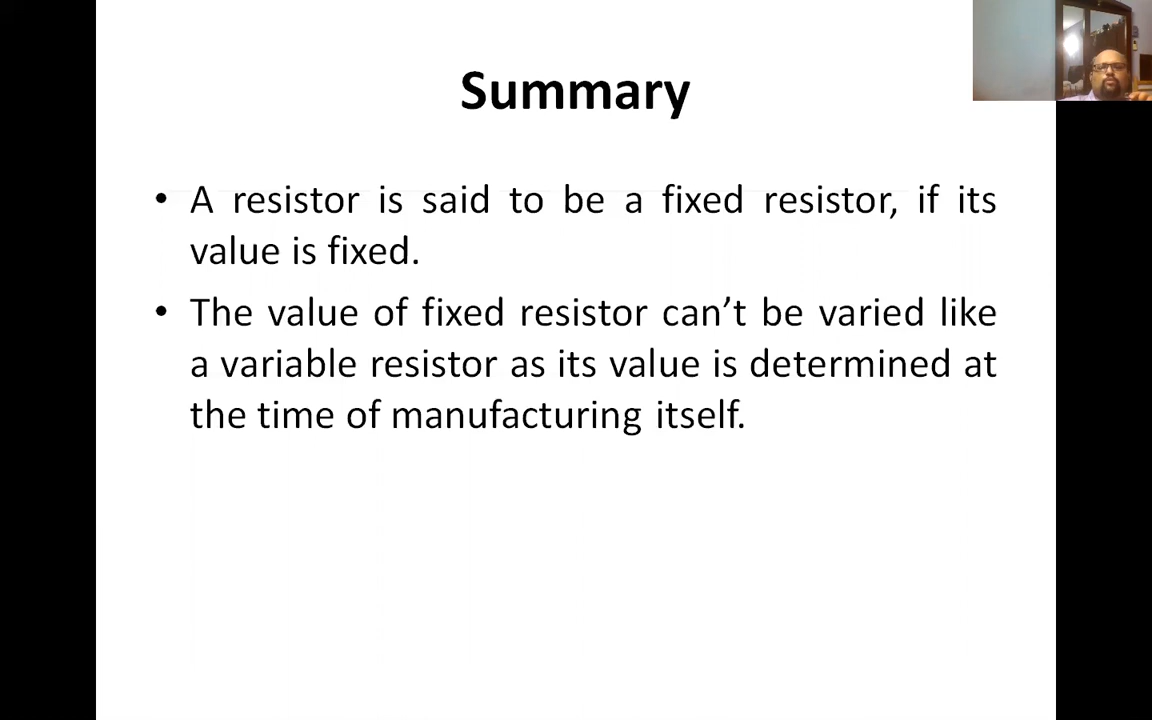 Summary
• A resistor is said to be a fixed resistor, if its
value is fixed.
• The value of fixed resistor can’t be varied like
a variable resistor as its value is determined at
the time of manufacturing itself.